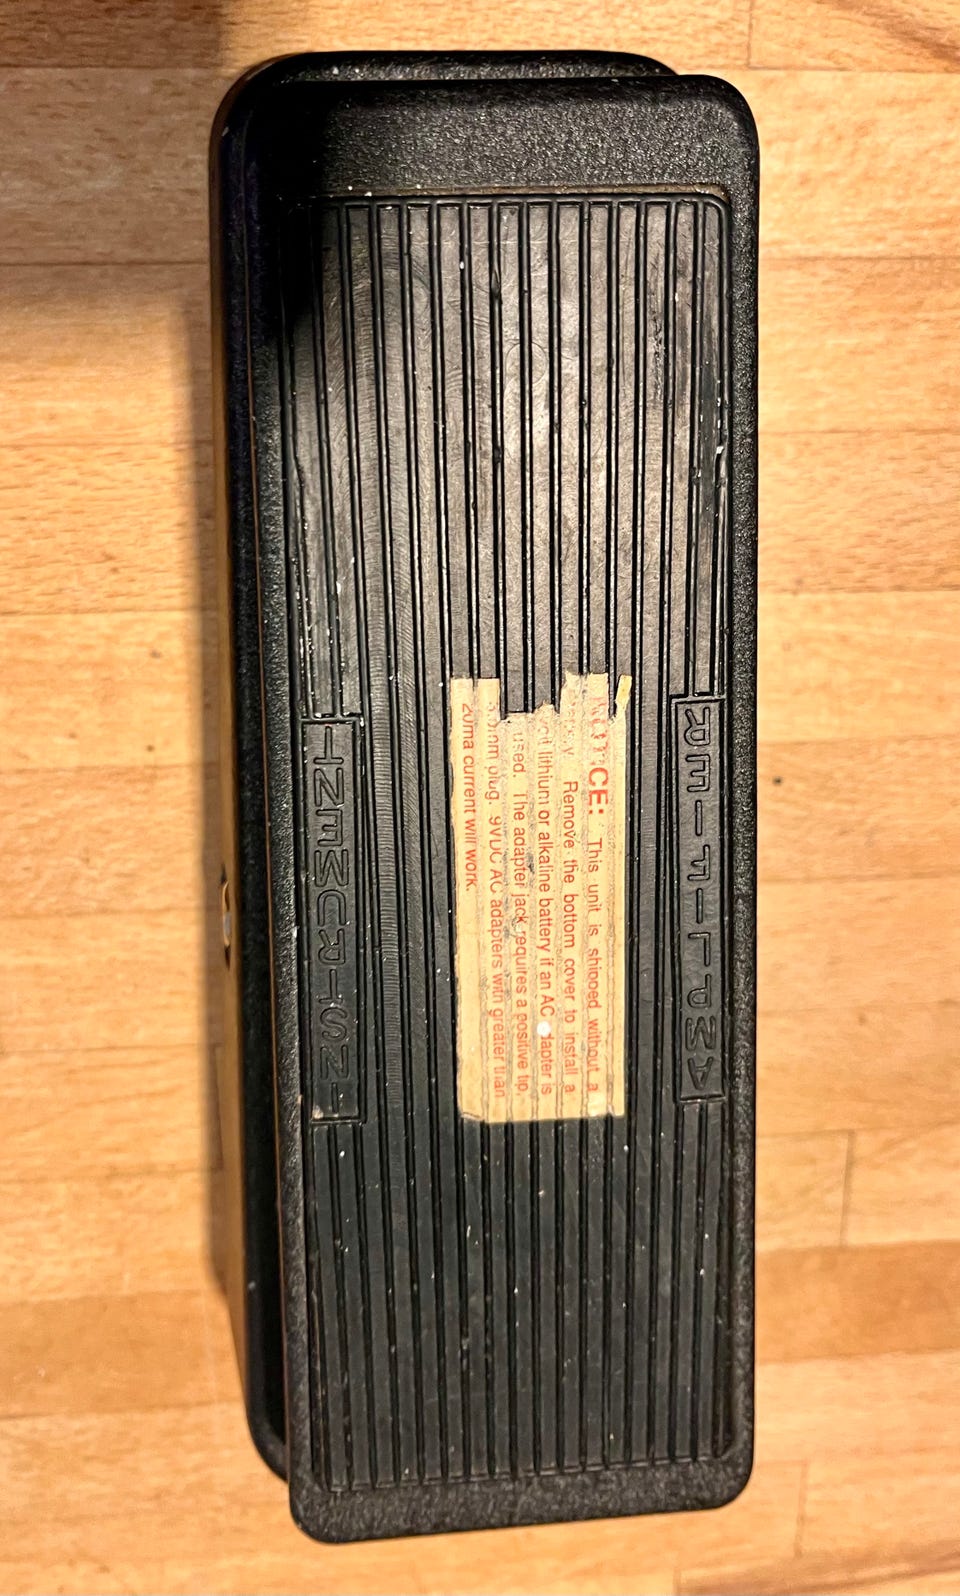 AMPLIFIER
NOTICE: This unit is shipped without a
Remove the bottom cover to install a
lithium or alkaline battery if an AC adapter is
used. The adapter jack requires a positive tip,
plug. 9VDC AC adapters with greater than
20ma current will work.
INSTRUMENT